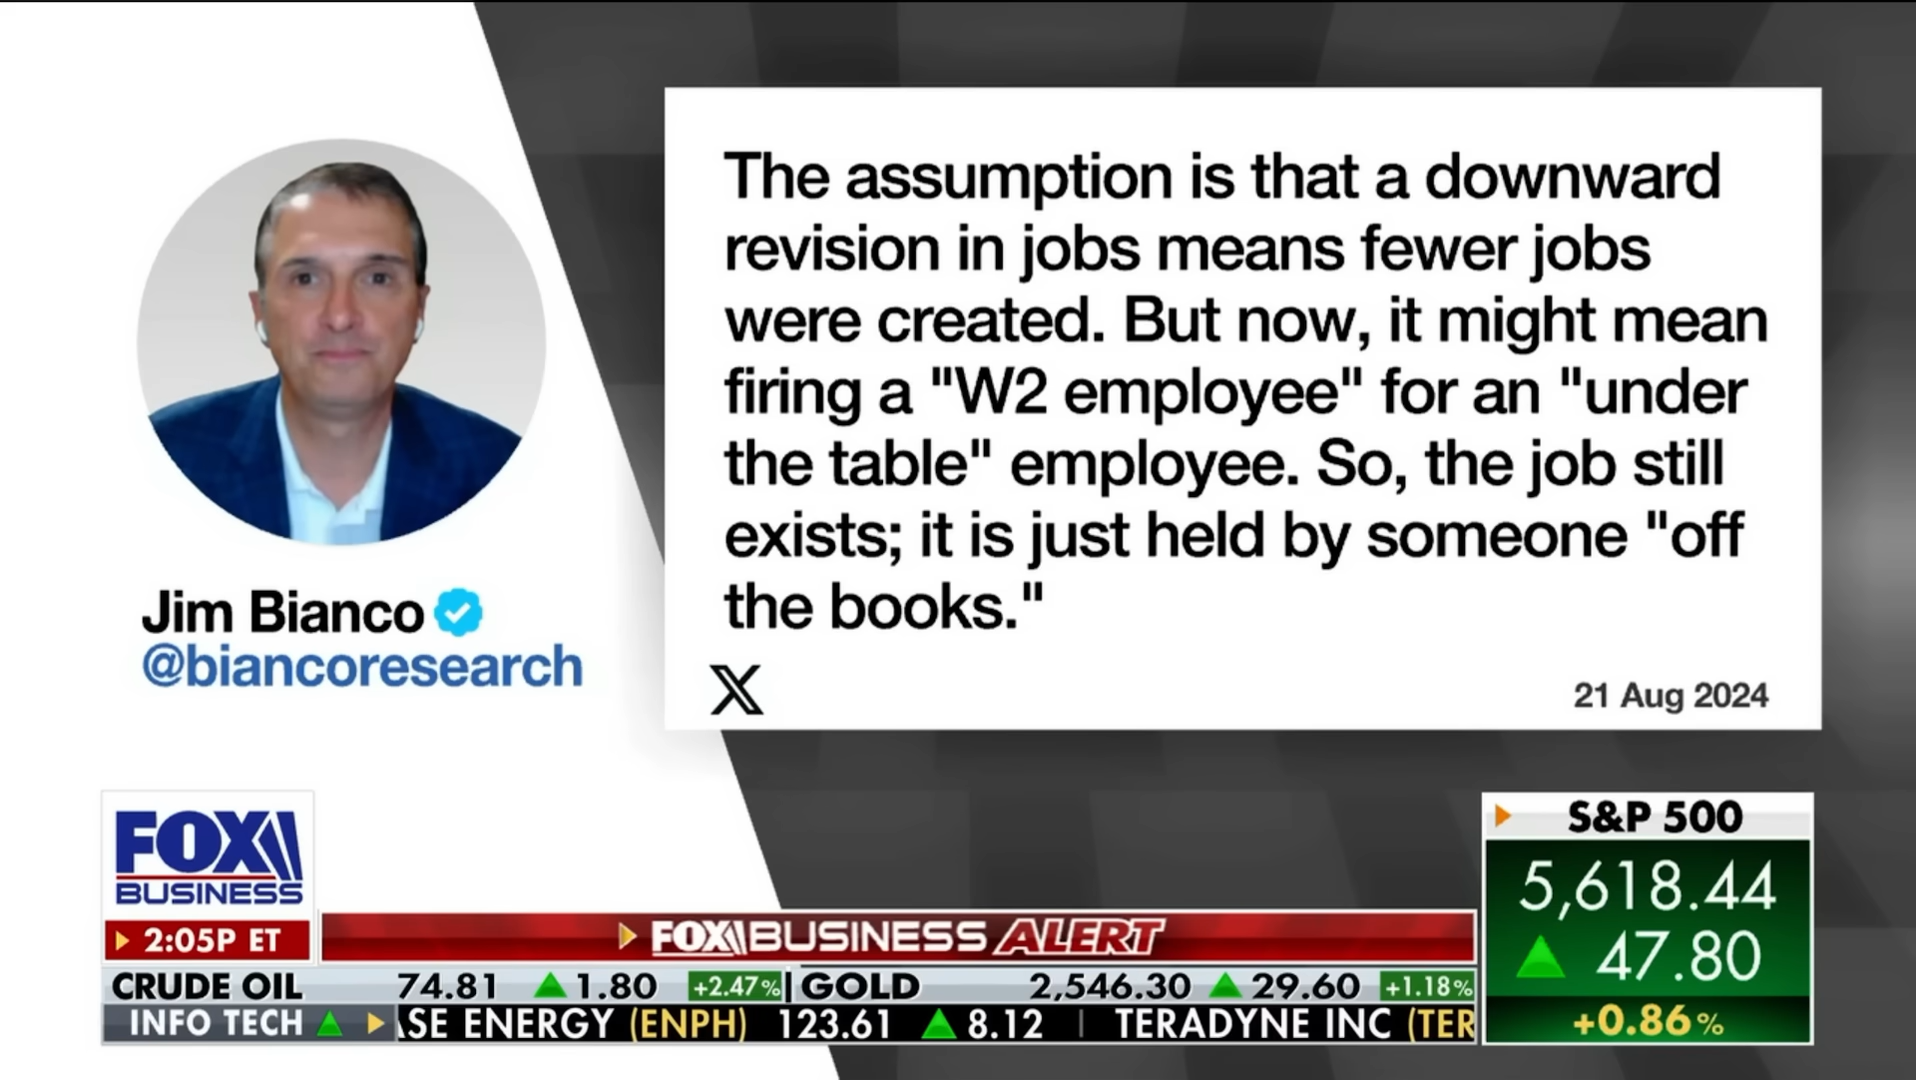 The assumption is that a downward
revision in jobs means fewer jobs
were created. But now, it might mean
firing a "W2 employee" for an "under
the table" employee. So, the job still
exists; it is just held by someone "off
the books."
X
21 Aug 2024
Jim Bianco
@biancoresearch
FOX
BUSINESS
2:05P ET
FOX BUSINESS ALERT
CRUDE OIL 74.81 1.80 +2.47% GOLD 2,546.30 29.60 +1.18%
INFO TECH ASE ENERGY (ENPH) 123.61 8.12 TERADYNE INC (TER
S&P 500
5,618.44
47.80
+0.86%